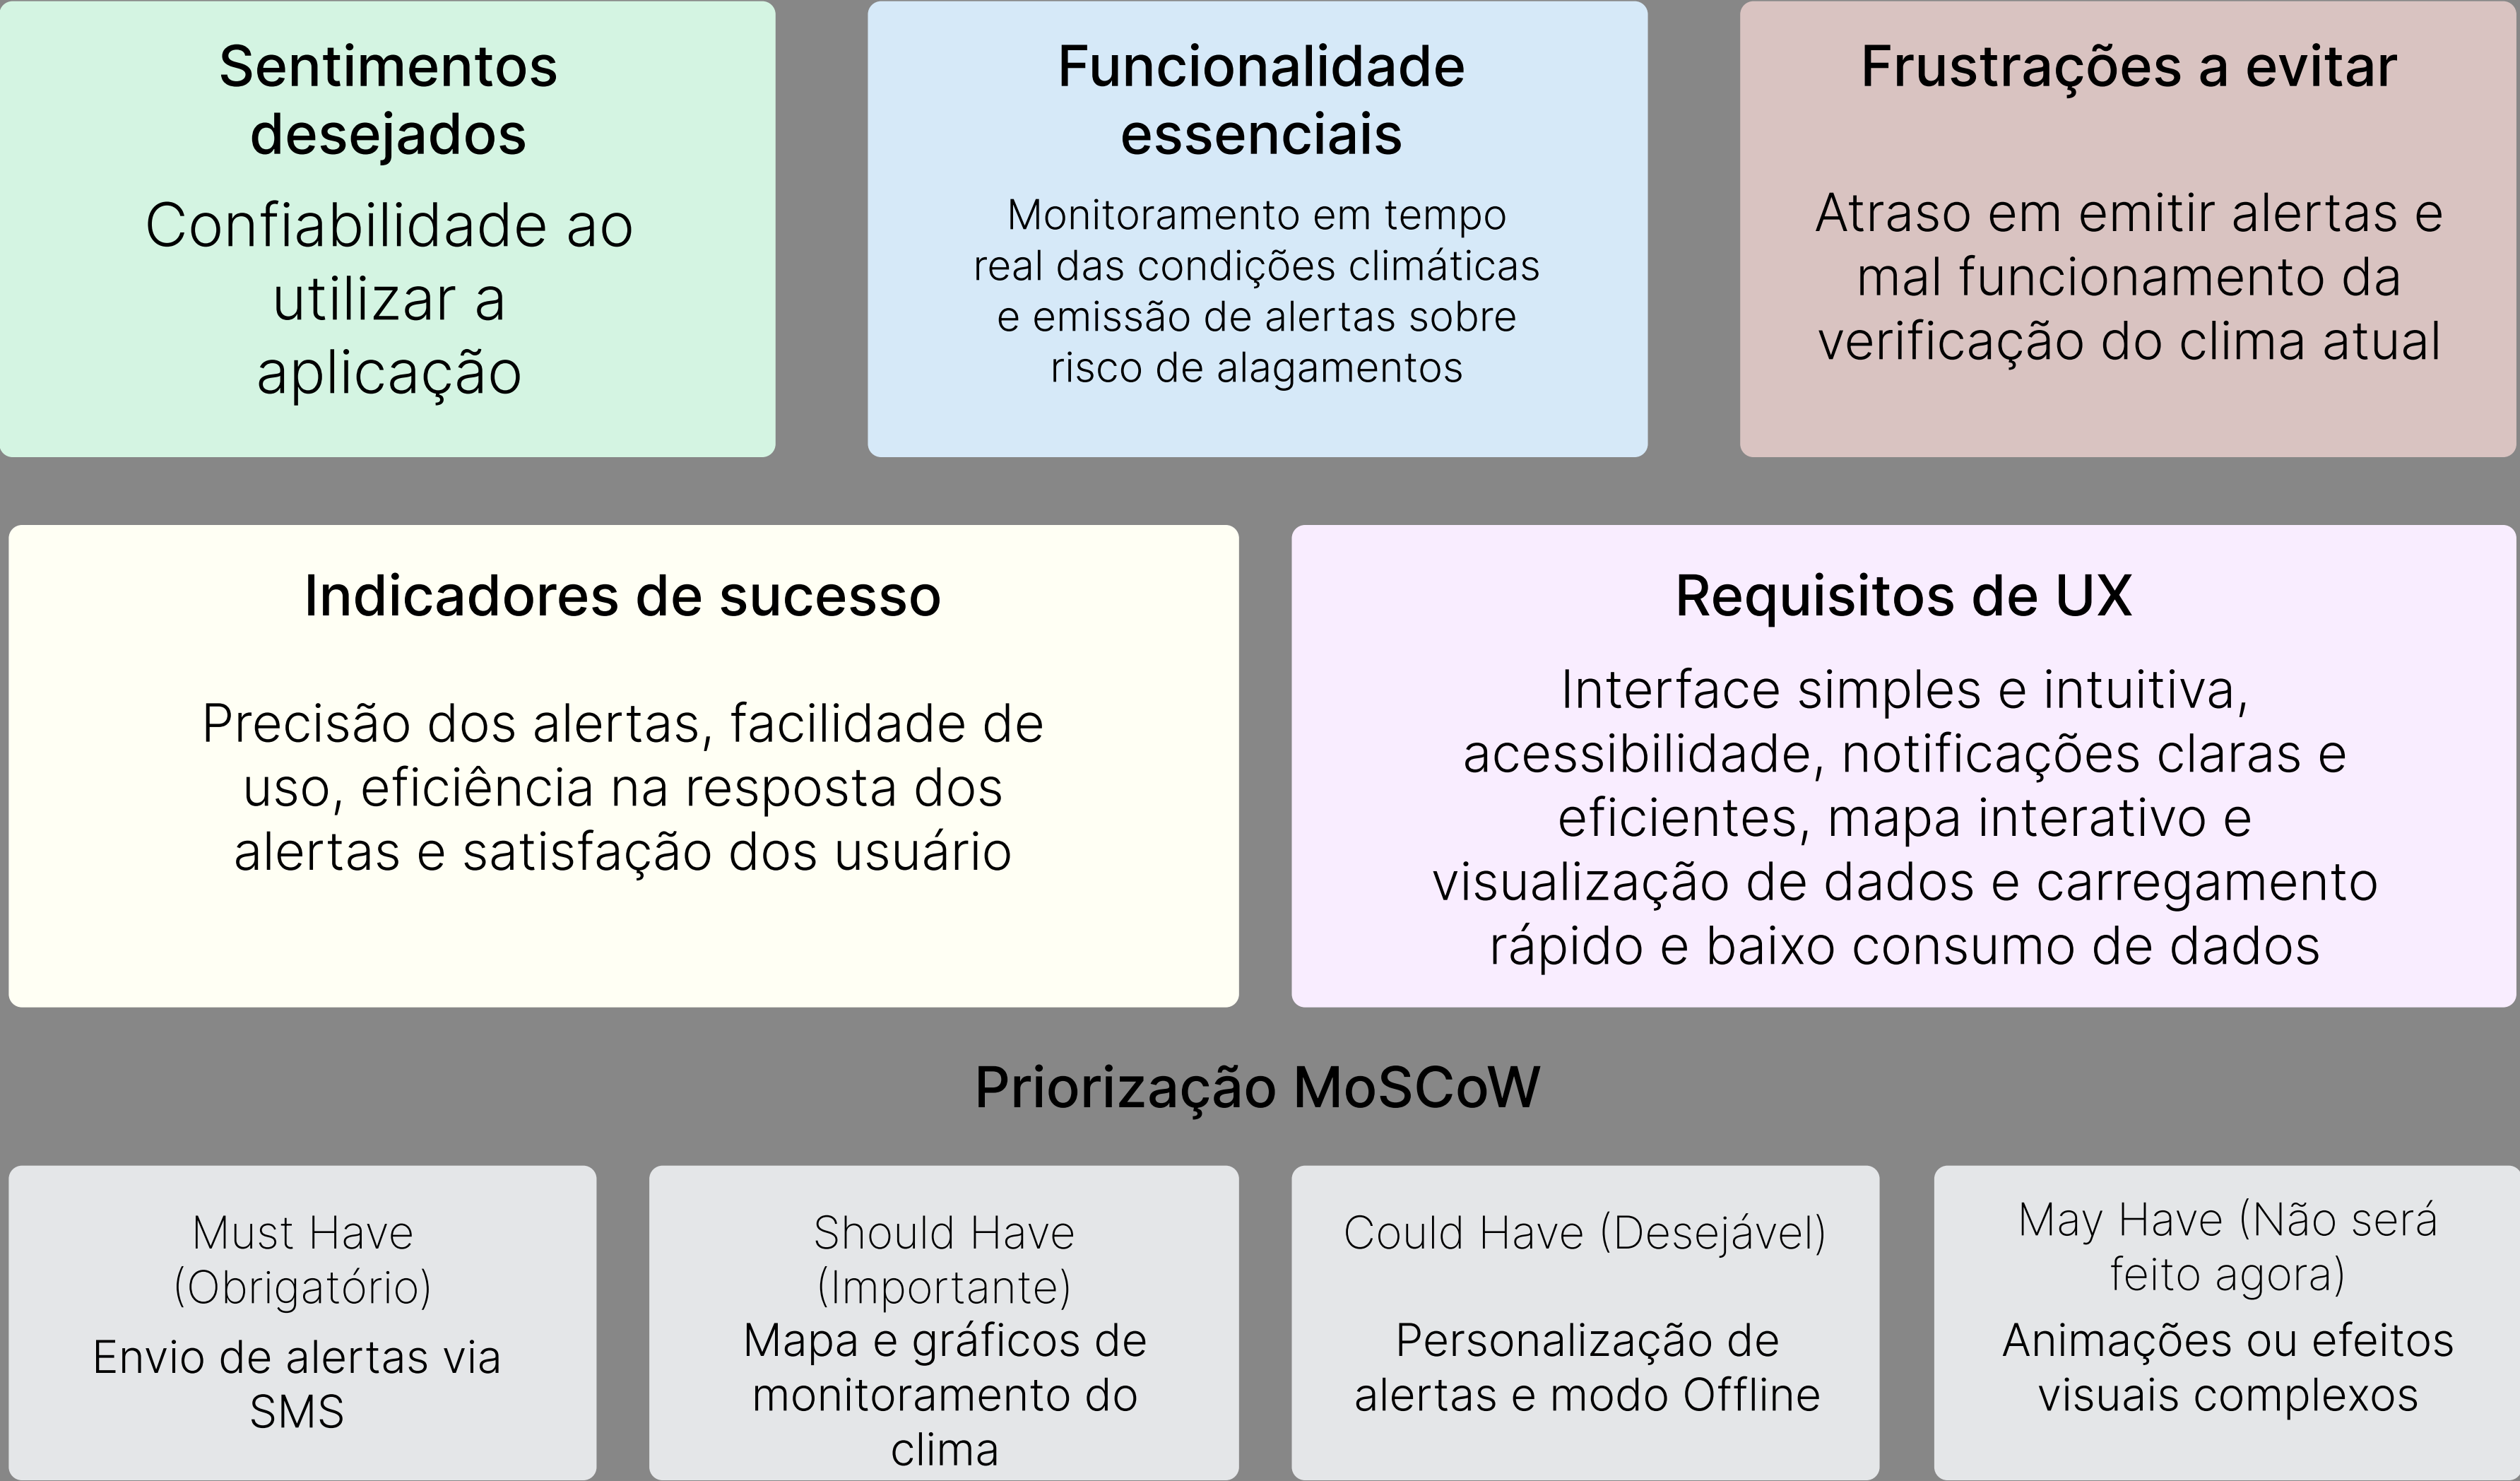 Sentimentos
desejados
Confiabilidade ao
utilizar a
aplicação
Funcionalidade
essenciais
Monitoramento em tempo
real das condições climáticas
e emissão de alertas sobre
risco de alagamentos
Frustrações a evitar
Atraso em emitir alertas e
mal funcionamento da
verificação do clima atual
Indicadores de sucesso
Precisão dos alertas, facilidade de
uso, eficiência na resposta dos
alertas e satisfação dos usuário
Requisitos de UX
Interface simples e intuitiva,
acessibilidade, notificações claras e
eficientes, mapa interativo e
visualização de dados e carregamento
rápido e baixo consumo de dados
Priorização MoSCoW
Must Have
(Obrigatório)
Envio de alertas via
SMS
Should Have
(Importante)
Mapa e gráficos de
monitoramento do
clima
Could Have (Desejável)
Personalização de
alertas e modo Offline
May Have (Não será
feito agora)
Animações ou efeitos
visuais complexos